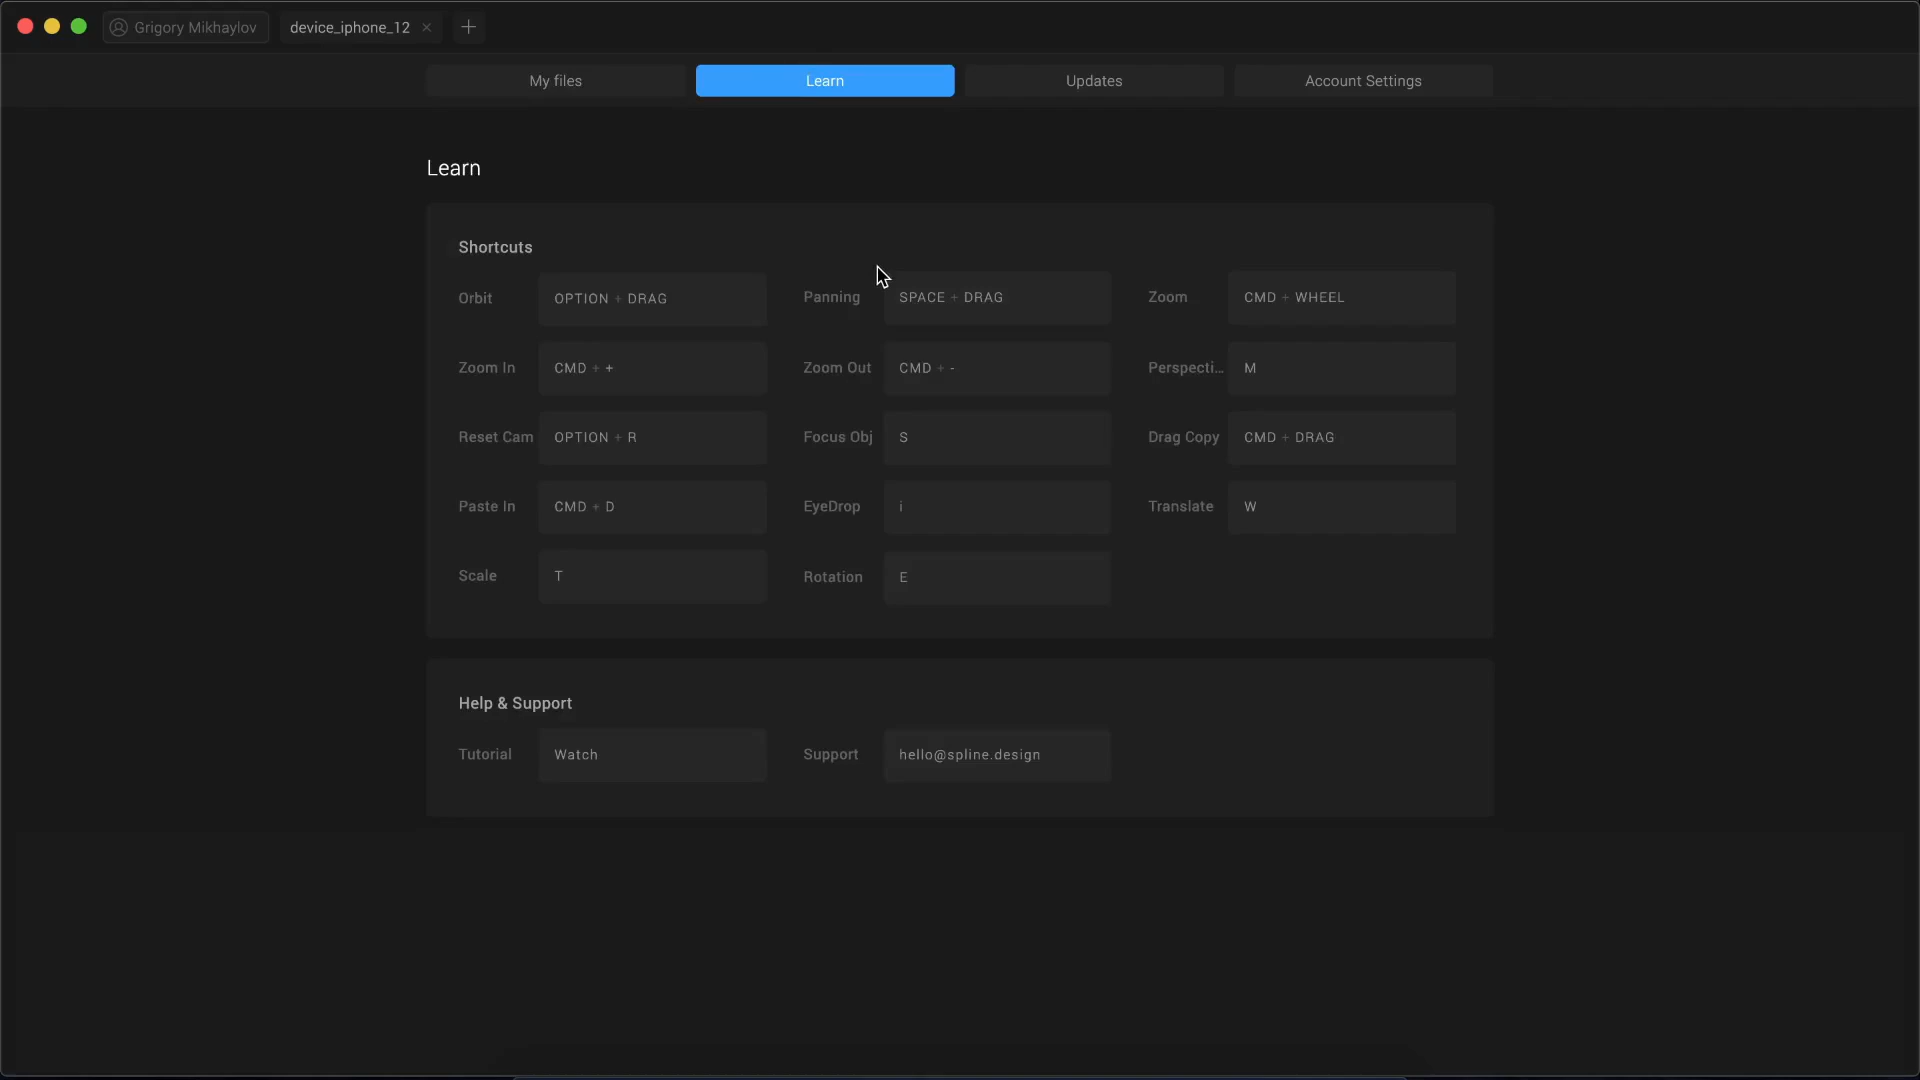 Grigory Mikhaylov device_iphone_12
My files Learn Updates Account Settings
Learn
Shortcuts
Orbit OPTION + DRAG Panning SPACE + DRAG Zoom CMD + WHEEL
Zoom In CMD + + Zoom Out CMD + - Perspecti... M
Reset Cam OPTION + R Focus Obj S Drag Copy CMD + DRAG
Paste In CMD + D EyeDrop i Translate W
Scale T Rotation E
Help & Support
Tutorial Watch Support hello@spline.design